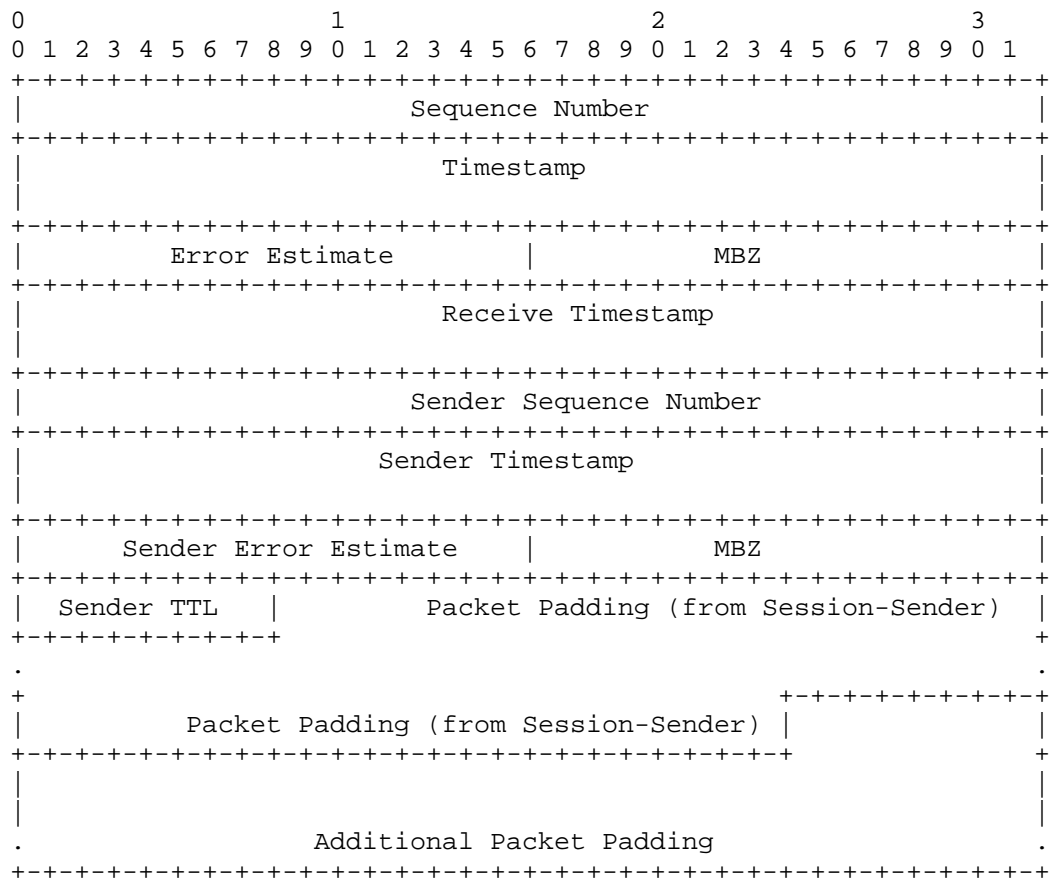 0                   1                   2                   3
0 1 2 3 4 5 6 7 8 9 0 1 2 3 4 5 6 7 8 9 0 1 2 3 4 5 6 7 8 9 0 1
+-+-+-+-+-+-+-+-+-+-+-+-+-+-+-+-+-+-+-+-+-+-+-+-+-+-+-+-+-+-+-+-+
|                        Sequence Number                        |
+-+-+-+-+-+-+-+-+-+-+-+-+-+-+-+-+-+-+-+-+-+-+-+-+-+-+-+-+-+-+-+-+
|                          Timestamp                            |
|                                                               |
+-+-+-+-+-+-+-+-+-+-+-+-+-+-+-+-+-+-+-+-+-+-+-+-+-+-+-+-+-+-+-+-+
|         Error Estimate        |           MBZ                 |
+-+-+-+-+-+-+-+-+-+-+-+-+-+-+-+-+-+-+-+-+-+-+-+-+-+-+-+-+-+-+-+-+
|                          Receive Timestamp                    |
|                                                               |
+-+-+-+-+-+-+-+-+-+-+-+-+-+-+-+-+-+-+-+-+-+-+-+-+-+-+-+-+-+-+-+-+
|                        Sender Sequence Number                 |
+-+-+-+-+-+-+-+-+-+-+-+-+-+-+-+-+-+-+-+-+-+-+-+-+-+-+-+-+-+-+-+-+
|                      Sender Timestamp                         |
|                                                               |
+-+-+-+-+-+-+-+-+-+-+-+-+-+-+-+-+-+-+-+-+-+-+-+-+-+-+-+-+-+-+-+-+
|      Sender Error Estimate    |           MBZ                 |
+-+-+-+-+-+-+-+-+-+-+-+-+-+-+-+-+-+-+-+-+-+-+-+-+-+-+-+-+-+-+-+-+
|  Sender TTL   |         Packet Padding (from Session-Sender)  |
+-+-+-+-+-+-+-+-+                                               +
.                                                               .
+                                               +-+-+-+-+-+-+-+-+
|          Packet Padding (from Session-Sender) |               |
+-+-+-+-+-+-+-+-+-+-+-+-+-+-+-+-+-+-+-+-+-+-+-+-+               +
|                                                               |
|                                                               |
.                  Additional Packet Padding                    .
+-+-+-+-+-+-+-+-+-+-+-+-+-+-+-+-+-+-+-+-+-+-+-+-+-+-+-+-+-+-+-+-+